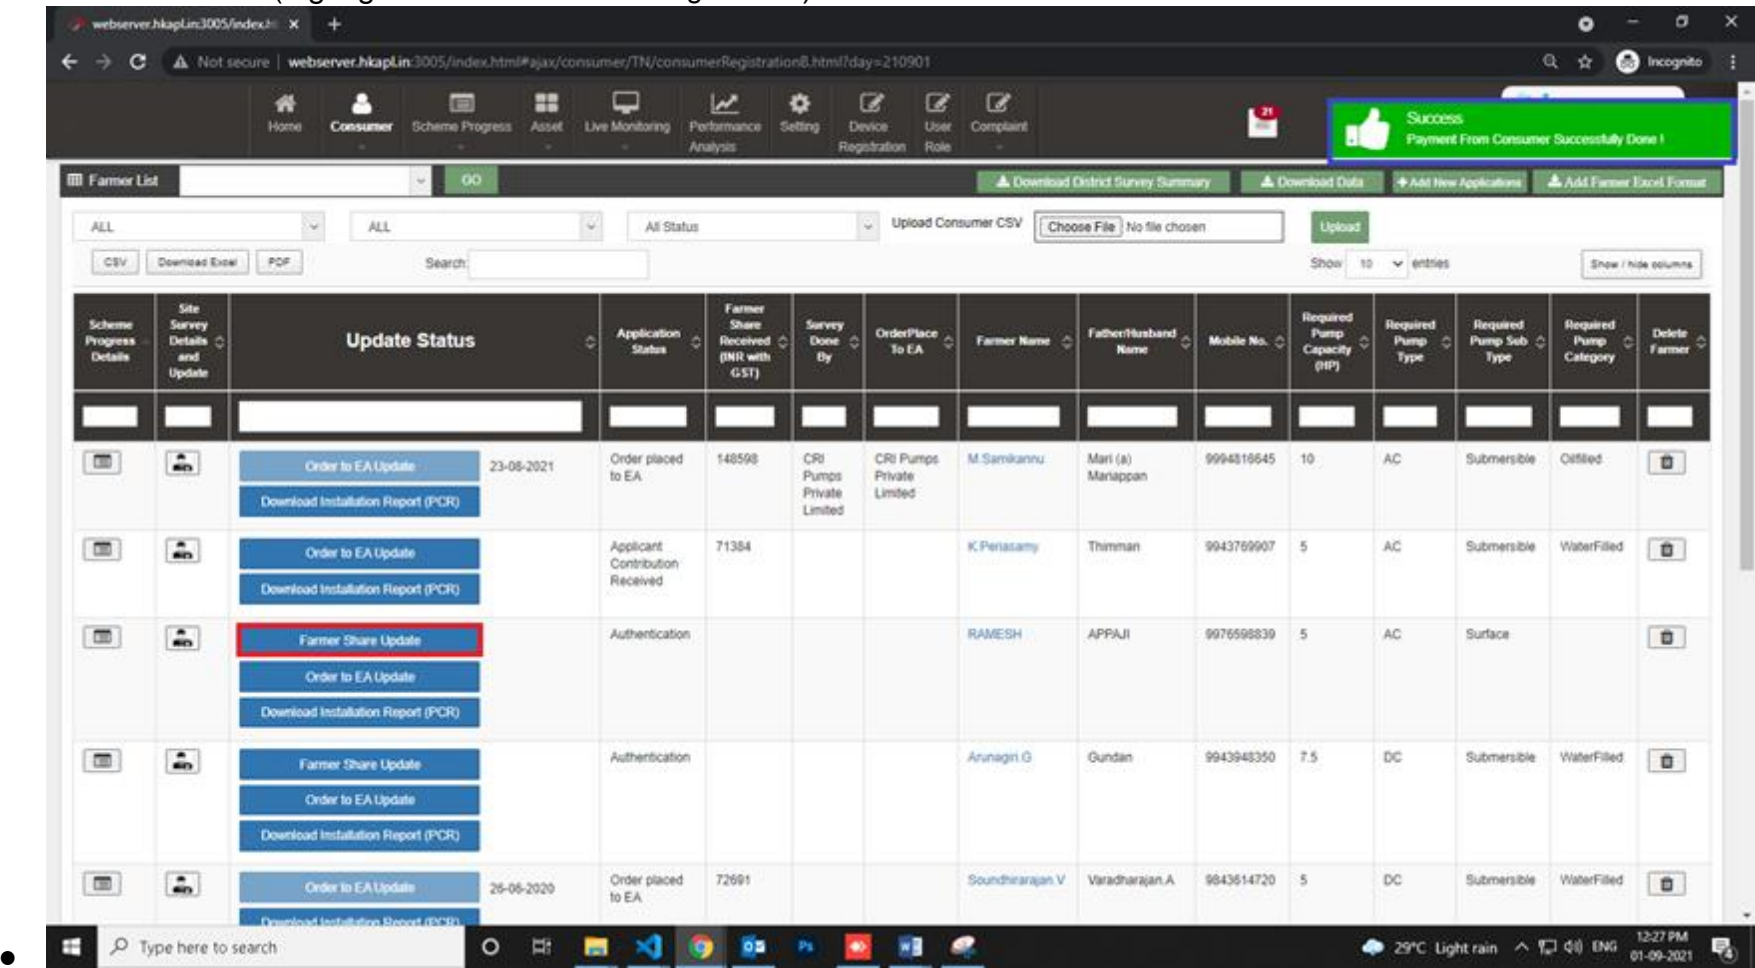 webserver.hkapl.in:3005/index.h
Not secure | webserver.hkapl.in:3005/index.html#ajax/consumer/TN/consumerRegistration8.html?day=210901
Incognito
Home
Consumer
Scheme Progress
Asset
Live Monitoring
Performance Analysis
Setting
Device Registration
User Role
Complaint
21
Success
Payment From Consumer Successfully Done !
Farmer List
GO
Download District Survey Summary
Download Data
Add New Applications
Add Farmer Excel Format
ALL
ALL
All Status
Upload Consumer CSV
Choose File No file chosen
Upload
CSV
Download Excel
PDF
Search:
Show 10 entries
Show / hide columns
Scheme Progress Details
Site Survey Details and Update
Update Status
Application Status
Farmer Share Received (INR with GST)
Survey Done By
OrderPlace To EA
Farmer Name
Father/Husband Name
Mobile No.
Required Pump Capacity (HP)
Required Pump Type
Required Pump Sub Type
Required Pump Category
Delete Farmer
Order to EA Update 23-08-2021 Order placed to EA 148598 CRI Pumps Private Limited CRI Pumps Private Limited M.Samikannu Mari (a) Mariappan 9994816645 10 AC Submersible Oilfilled
Download Installation Report (PCR)
Order to EA Update Applicant Contribution Received 71384 K.Periasamy Thimman 9943769907 5 AC Submersible WaterFilled
Download Installation Report (PCR)
Farmer Share Update Authentication RAMESH APPAJI 9976598839 5 AC Surface
Order to EA Update
Download Installation Report (PCR)
Farmer Share Update Authentication Arunagiri.G Gundan 9943948350 7.5 DC Submersible WaterFilled
Order to EA Update
Download Installation Report (PCR)
Order to EA Update 26-06-2020 Order placed to EA 72691 Soundhirarajan.V Varadharajan.A 9843614720 5 DC Submersible WaterFilled
Download Installation Report (PCR)
Type here to search
29°C Light rain
ENG
12:27 PM
01-09-2021